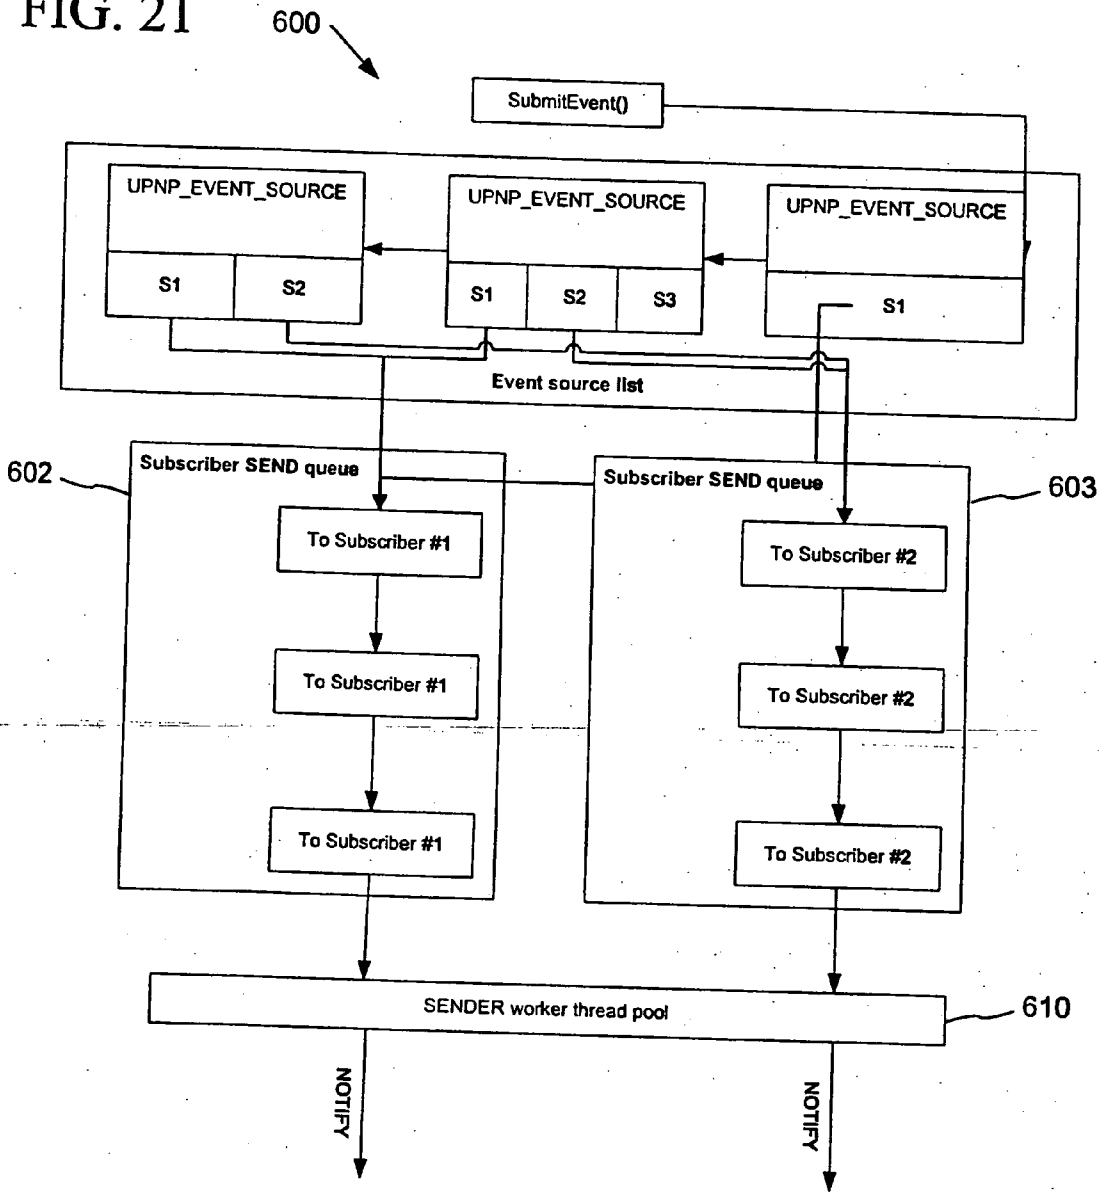 FIG. 21
600
SubmitEvent()
UPNP_EVENT_SOURCE
UPNP_EVENT_SOURCE
UPNP_EVENT_SOURCE
S1
S2
S1
S2
S3
S1
Event source list
602
Subscriber SEND queue
Subscriber SEND queue
603
To Subscriber #1
To Subscriber #2
To Subscriber #1
To Subscriber #2
To Subscriber #1
To Subscriber #2
SENDER worker thread pool
610
NOTIFY
NOTIFY